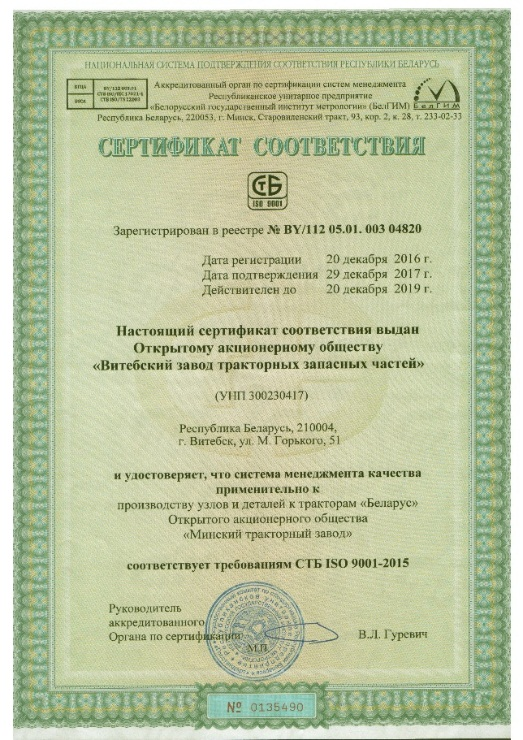 НАЦИОНАЛЬНАЯ СИСТЕМА ПОДТВЕРЖДЕНИЯ СООТВЕТСТВИЯ РЕСПУБЛИКИ БЕЛАРУСЬ
Аккредитованный орган по сертификации систем менеджмента
Республиканское унитарное предприятие
«Белорусский государственный институт метрологии» (БелГИМ)
Республика Беларусь, 220053, г. Минск, Старовиленский тракт, 93, кор. 2, к. 28, т. 233-02-33
БелГИМ
СЕРТИФИКАТ СООТВЕТСТВИЯ
СТБ
ISO 9001
Зарегистрирован в реестре № BY/112 05.01. 003 04820
Дата регистрации 20 декабря 2016 г.
Дата подтверждения 29 декабря 2017 г.
Действителен до 20 декабря 2019 г.
Настоящий сертификат соответствия выдан
Открытому акционерному обществу
«Витебский завод тракторных запасных частей»
(УНП 300230417)
Республика Беларусь, 210004,
г. Витебск, ул. М. Горького, 51
и удостоверяет, что система менеджмента качества
применительно к
производству узлов и деталей к тракторам «Беларус»
Открытого акционерного общества
«Минский тракторный завод»
соответствует требованиям СТБ ISO 9001-2015
Руководитель
аккредитованного
Органа по сертификации
В.Л. Гуревич
М.П.
№ 0135490